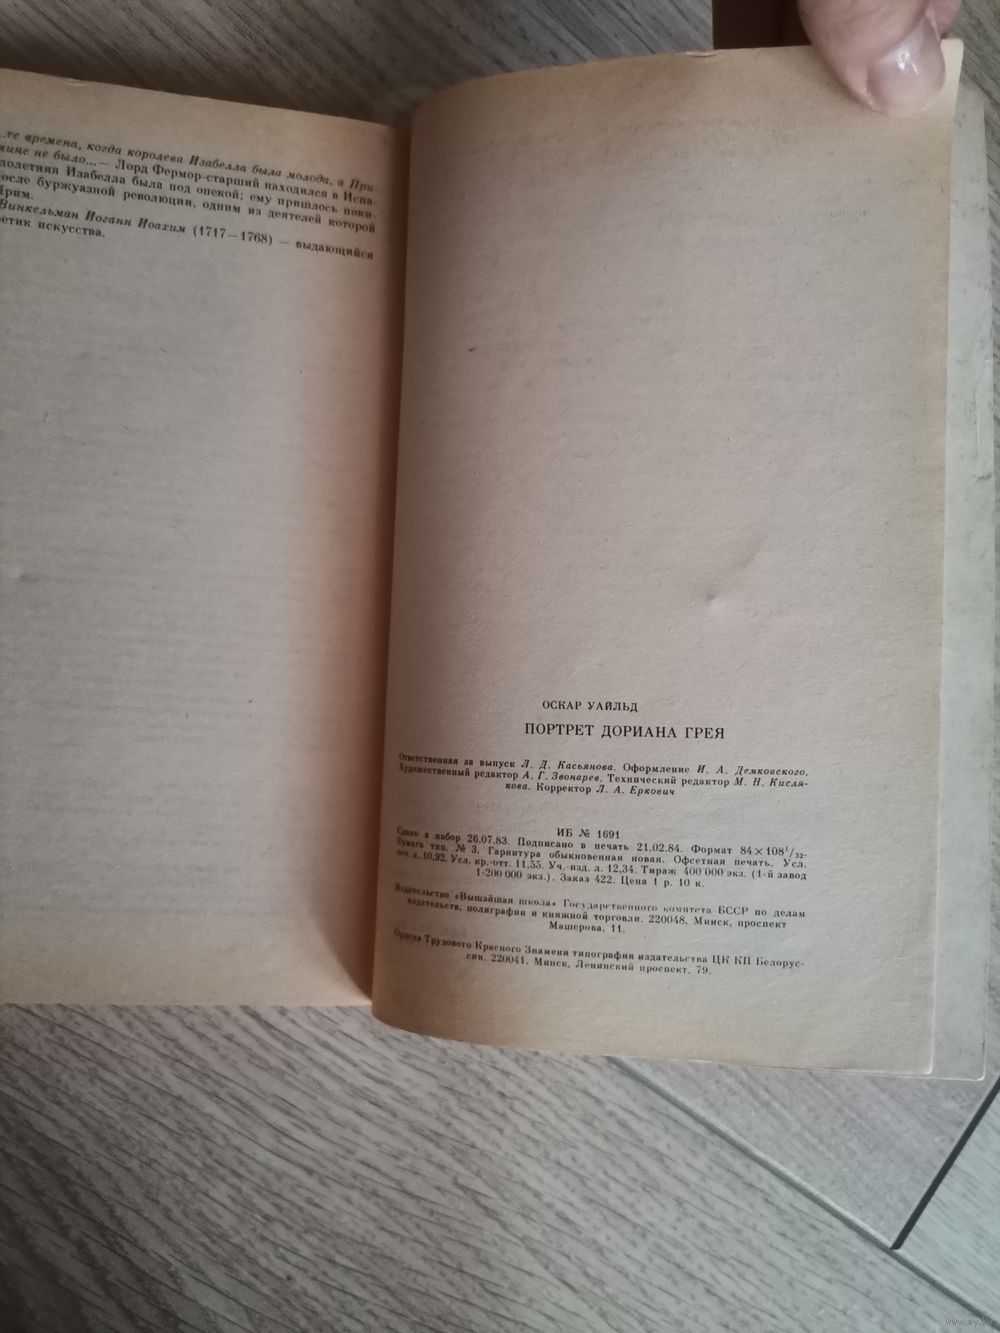 ...те времена, когда королева Изабелла была молода, а При-
нице не было...— Лорд Фермор-старший находился в Испа-
долетняя Изабелла была под опекой; ему пришлось поки-
осле буржуазной революции, одним из деятелей которой
Прим.
Винкельман Иоганн Иоахим (1717—1768) — выдающийся
етик искусства.
ОСКАР УАЙЛЬД
ПОРТРЕТ ДОРИАНА ГРЕЯ
Ответственная за выпуск Л. Д. Касьянова. Оформление И. А. Демковского.
Художественный редактор А. Г. Звонарев. Технический редактор М. Н. Кисля-
кова. Корректор Л. А. Еркович
ИБ № 1691
Сдано в набор 26.07.83. Подписано в печать 21.02.84. Формат 84×108¹/₃₂.
Бумага тип. № 3. Гарнитура обыкновенная новая. Офсетная печать. Усл.
печ. л. 10,92. Усл. кр.-отт. 11,55. Уч.-изд. л. 12,34. Тираж 400 000 экз. (1-й завод
1-200 000 экз.). Заказ 422. Цена 1 р. 10 к.
Издательство «Вышэйшая школа» Государственного комитета БССР по делам
издательств, полиграфии и книжной торговли. 220048, Минск, проспект
Машерова, 11.
Ордена Трудового Красного Знамени типография издательства ЦК КП Белорус-
сии. 220041, Минск, Ленинский проспект, 79.
www.ay.by